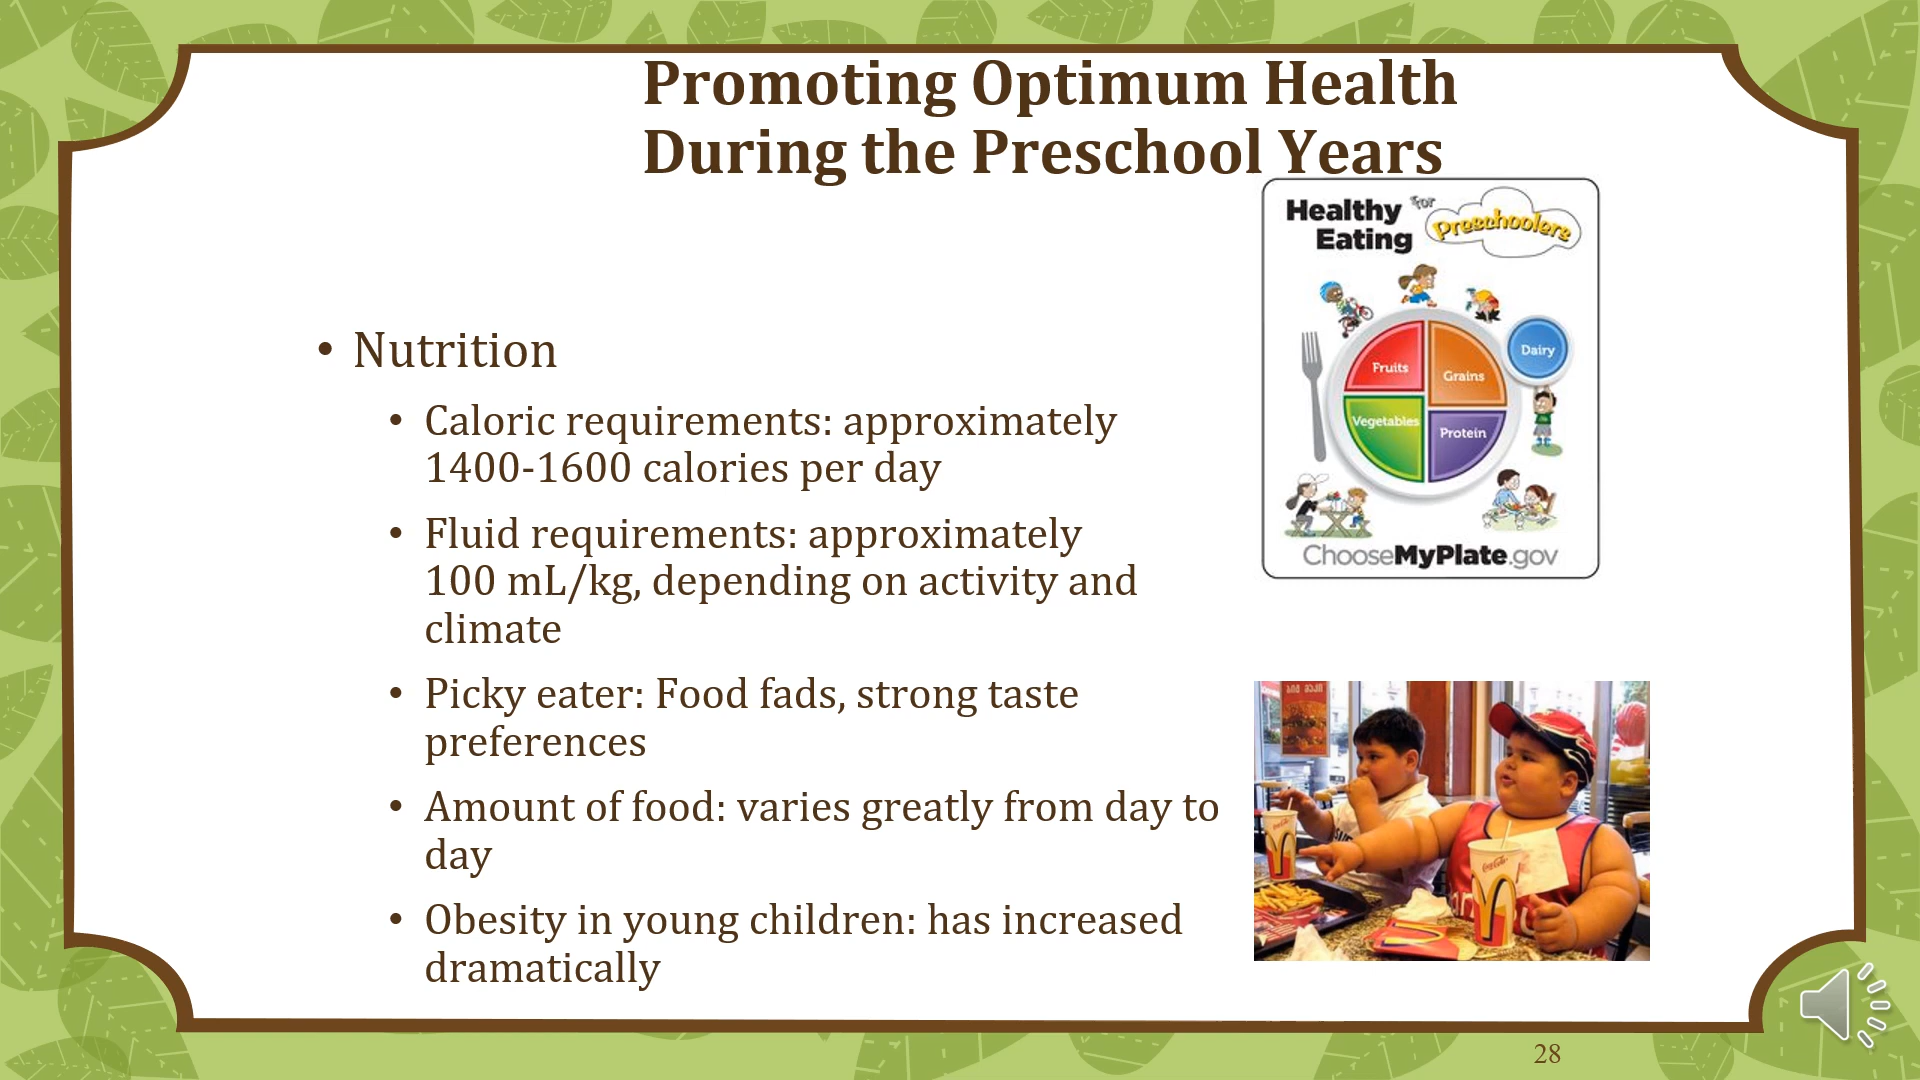 Promoting Optimum Health
During the Preschool Years
• Nutrition
• Caloric requirements: approximately
1400-1600 calories per day
• Fluid requirements: approximately
100 mL/kg, depending on activity and
climate
• Picky eater: Food fads, strong taste
preferences
• Amount of food: varies greatly from day to
day
• Obesity in young children: has increased
dramatically
Healthy for Preschoolers
Eating
Fruits
Grains
Dairy
Vegetables
Protein
ChooseMyPlate.gov
Coca-Cola
28